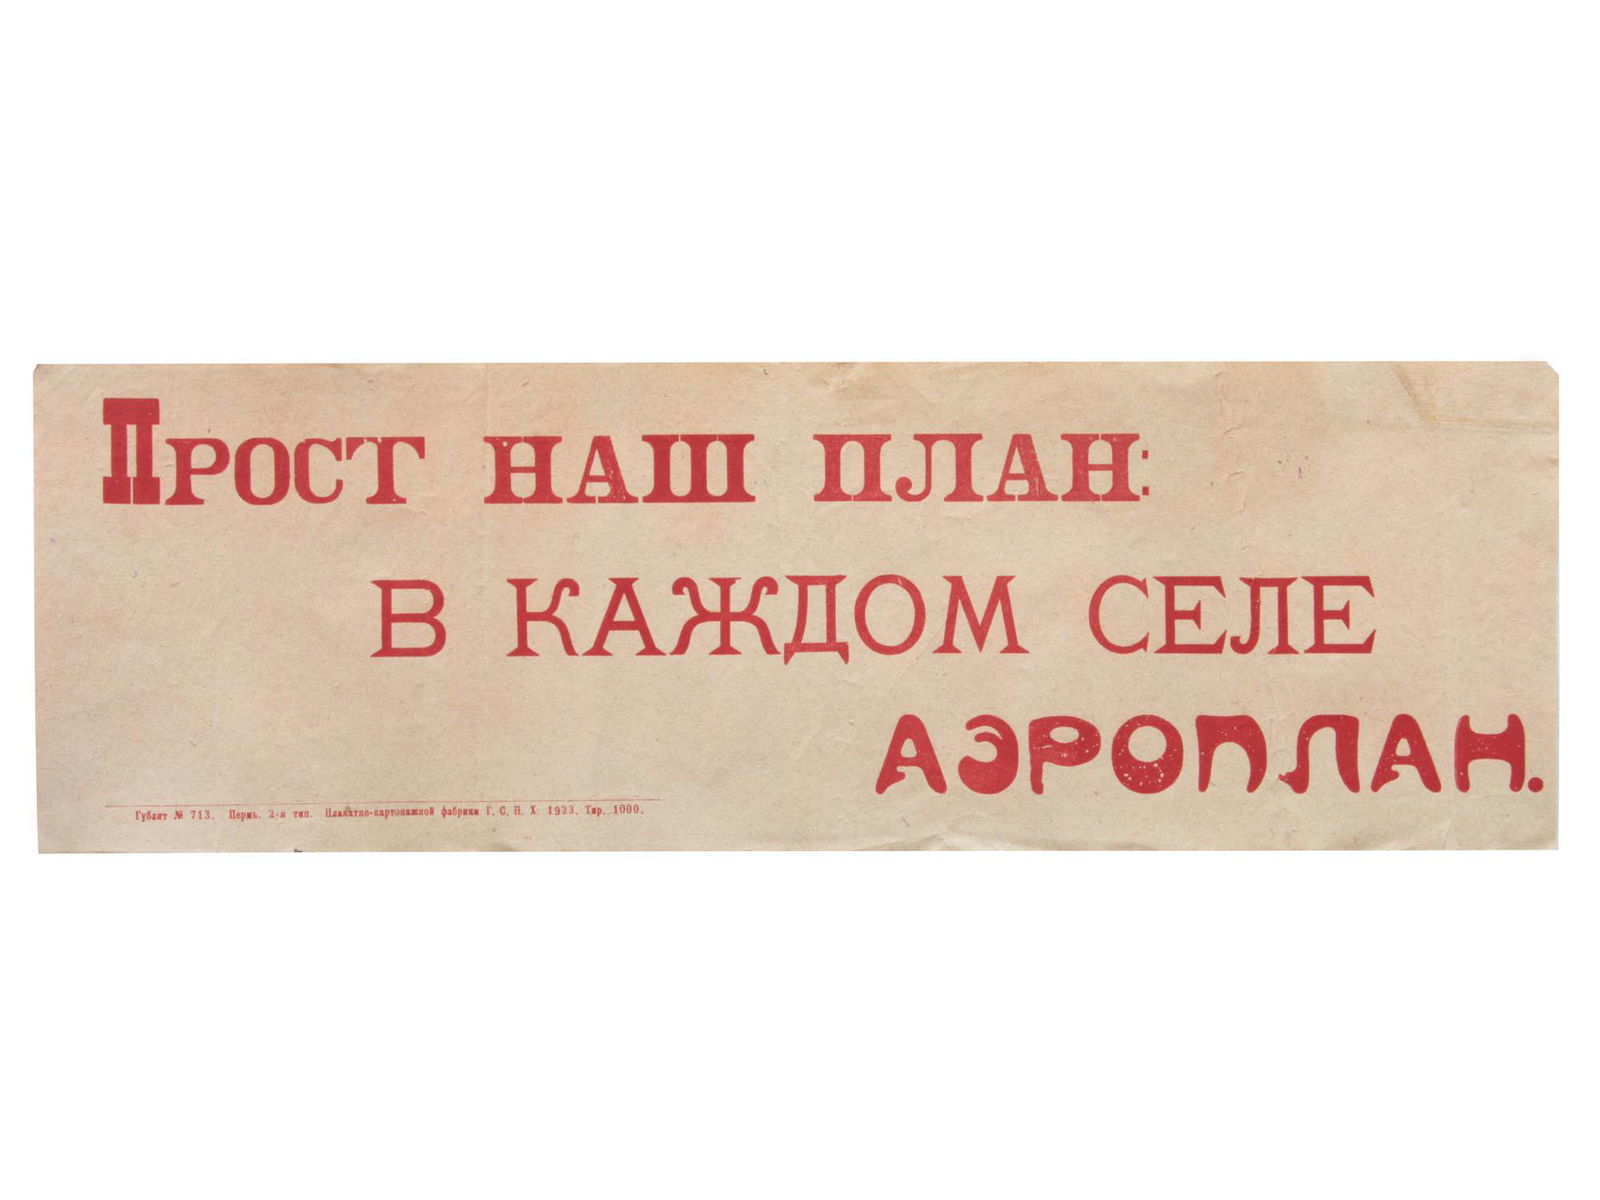 Прост наш план:
в каждом селе
аэроплан.
Гублит № 713. Пермь. 2-я тип. Плакатно-картонажной фабрики Г. С. Н. Х. 1923. Тир. 1000.